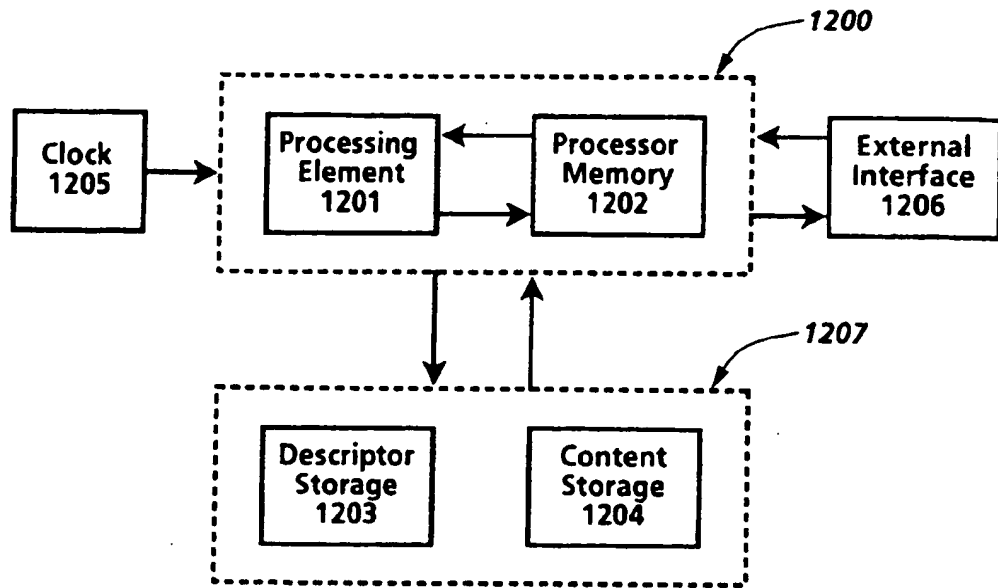 1200
Clock
1205
Processing
Element
1201
Processor
Memory
1202
External
Interface
1206
1207
Descriptor
Storage
1203
Content
Storage
1204